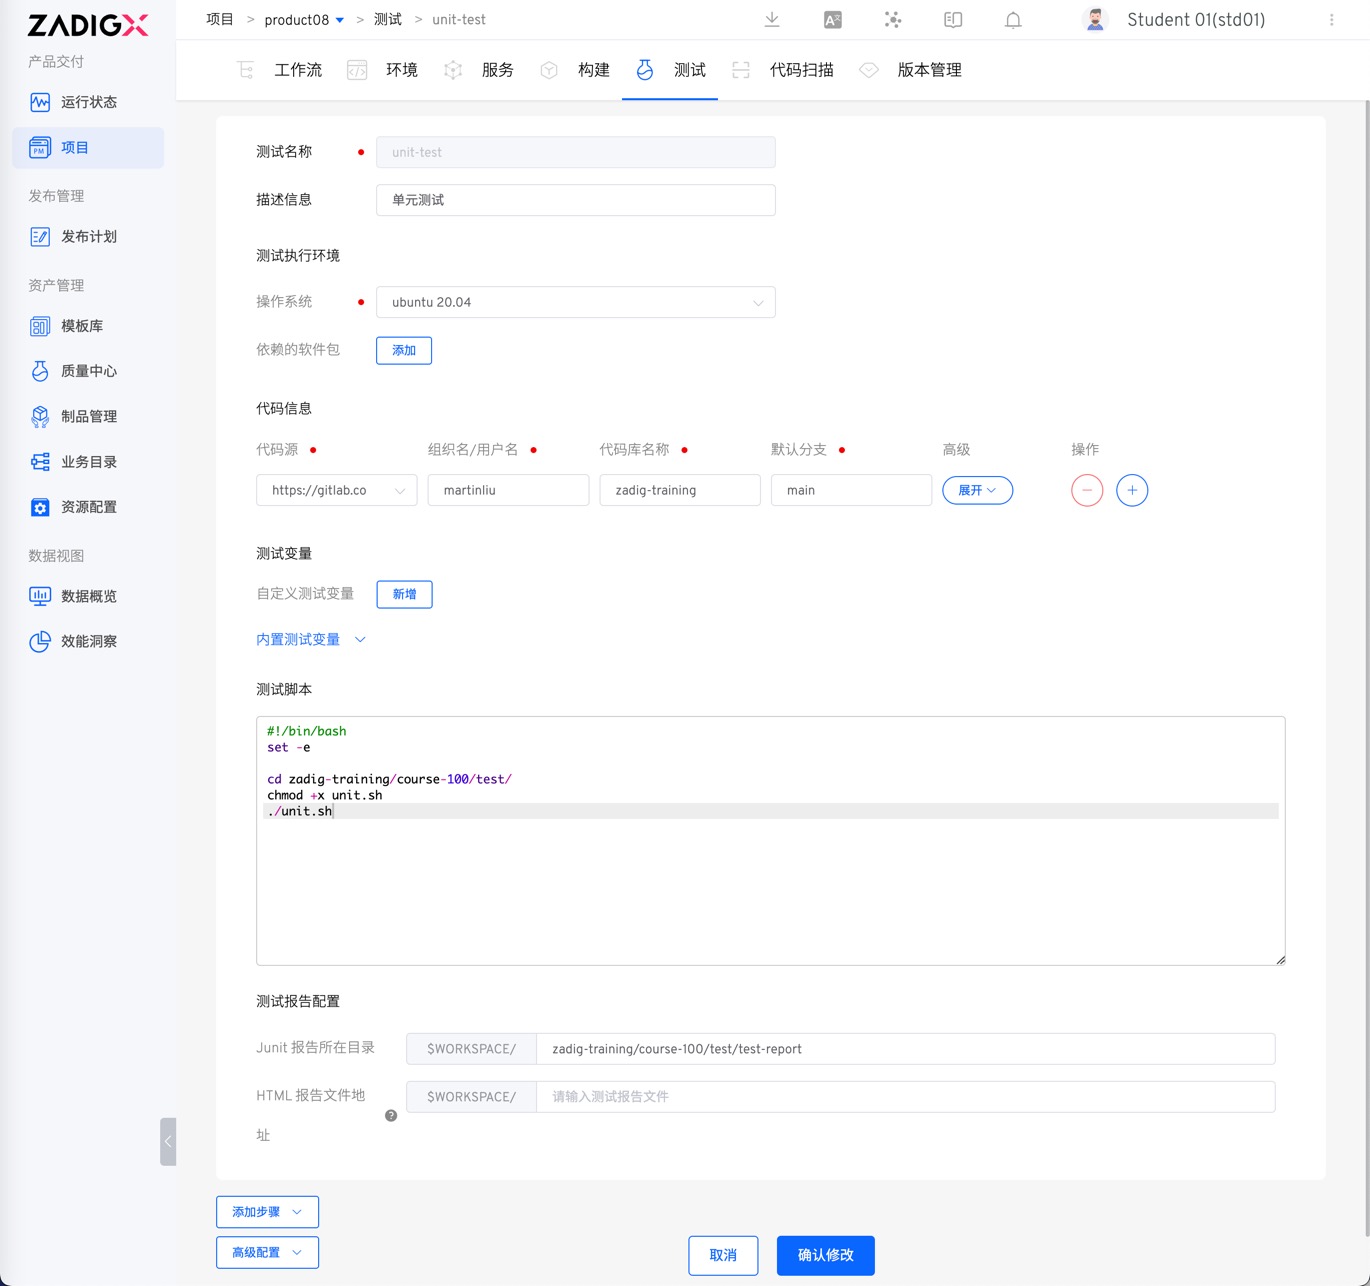 ZADIGX
产品交付
运行状态
项目
发布管理
发布计划
资产管理
模板库
质量中心
制品管理
业务目录
资源配置
数据视图
数据概览
效能洞察
项目 > product08 > 测试 > unit-test
Student 01(std01)
工作流 环境 服务 构建 测试 代码扫描 版本管理
测试名称 unit-test
描述信息 单元测试
测试执行环境
操作系统 ubuntu 20.04
依赖的软件包 添加
代码信息
代码源 组织名/用户名 代码库名称 默认分支 高级 操作
https://gitlab.co martinliu zadig-training main 展开
测试变量
自定义测试变量 新增
内置测试变量
测试脚本
#!/bin/bash
set -e
cd zadig-training/course-100/test/
chmod +x unit.sh
./unit.sh
测试报告配置
Junit 报告所在目录 $WORKSPACE/ zadig-training/course-100/test/test-report
HTML 报告文件地址 $WORKSPACE/ 请输入测试报告文件
添加步骤
高级配置
取消 确认修改